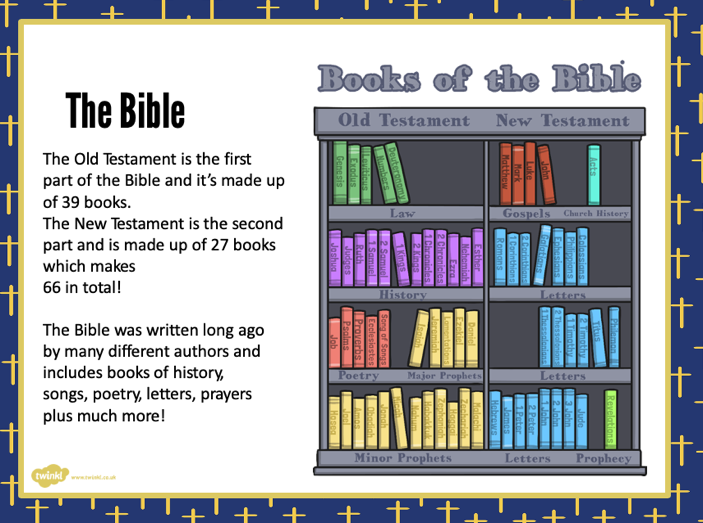 Books of the Bible
The Bible
The Old Testament is the first
part of the Bible and it’s made up
of 39 books.
The New Testament is the second
part and is made up of 27 books
which makes
66 in total!
The Bible was written long ago
by many different authors and
includes books of history,
songs, poetry, letters, prayers
plus much more!
Old Testament
New Testament
Genesis
Exodus
Leviticus
Numbers
Deuteronomy
Matthew
Mark
Luke
John
Acts
Law
Gospels
Church History
Joshua
Judges
Ruth
1 Samuel
2 Samuel
1 Kings
2 Kings
1 Chronicles
2 Chronicles
Ezra
Nehemiah
Esther
Romans
1 Corinthians
2 Corinthians
Galatians
Ephesians
Philippians
Colossians
History
Letters
Job
Psalms
Proverbs
Ecclesiastes
Song of Songs
Isaiah
Jeremiah
Ezekiel
Daniel
1 Thessalonians
2 Thessalonians
1 Timothy
2 Timothy
Titus
Philemon
Poetry
Major Prophets
Letters
Hosea
Joel
Amos
Obadiah
Jonah
Micah
Nahum
Habakkuk
Zephaniah
Haggai
Zechariah
Malachi
Hebrews
James
1 Peter
2 Peter
1 John
2 John
3 John
Jude
Revelations
Minor Prophets
Letters
Prophecy
twinkl
www.twinkl.co.uk